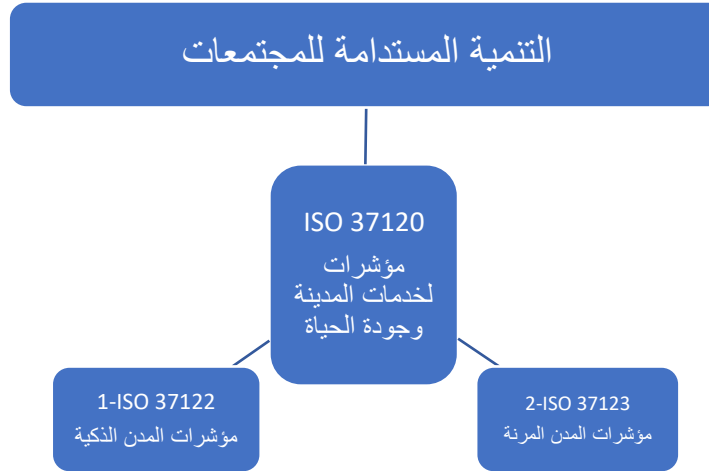 التنمية المستدامة للمجتمعات
ISO 37120
مؤشرات
لخدمات المدينة
وجودة الحياة
1-ISO 37122
مؤشرات المدن الذكية
2-ISO 37123
مؤشرات المدن المرنة